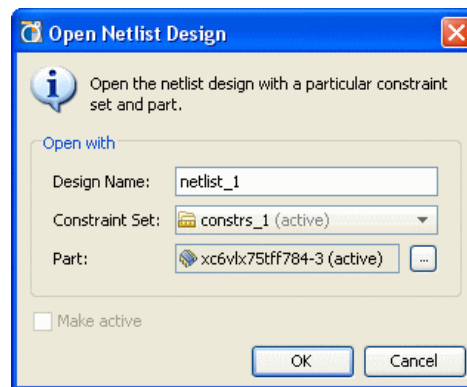 Open Netlist Design
Open the netlist design with a particular constraint
set and part.
Open with
Design Name: netlist_1
Constraint Set: constrs_1 (active)
Part: xc6vlx75tff784-3 (active) ...
Make active
OK Cancel